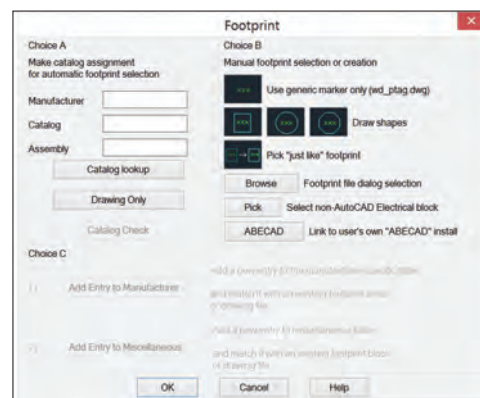 Footprint
Choice A
Make catalog assignment
for automatic footprint selection
Manufacturer
Catalog
Assembly
Catalog lookup
Drawing Only
Catalog Check
Choice B
Manual footprint selection or creation
Use generic marker only (wd_ptag.dwg)
Draw shapes
Pick "just like" footprint
Browse Footprint file dialog selection
Pick Select non-AutoCAD Electrical block
ABECAD Link to user's own "ABECAD" install
Choice C
Add Entry to Manufacturer
and match it with an existing footprint block
or drawing file
Add Entry to Miscellaneous
and match it with an existing footprint block
or drawing file
OK Cancel Help